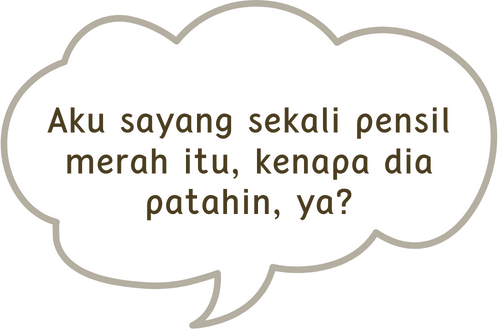 Aku sayang sekali pensil
merah itu, kenapa dia
patahin, ya?